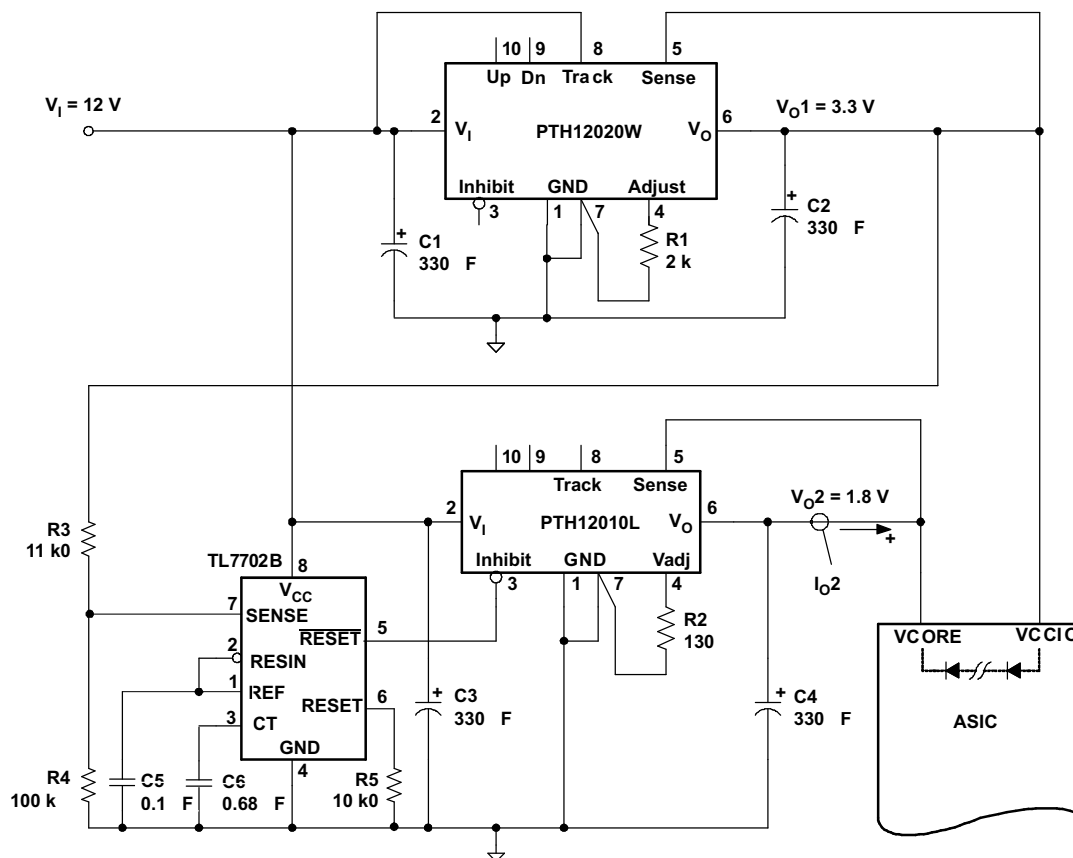 10 9 8 5
Up Dn Track Sense
V_I = 12 V
2 V_I PTH12020W V_O 6
V_O1 = 3.3 V
Inhibit GND Adjust
3 1 7 4
+ C1
330 F
R1
2 k
+ C2
330 F
10 9 8 5
Track Sense
2 V_I PTH12010L V_O 6
V_O2 = 1.8 V
+
I_O2
Inhibit GND Vadj
3 1 7 4
R2
130
R3
11 k0
TL7702B
8
V_CC
7 SENSE
RESET 5
2 RESIN
1 REF
RESET 6
3 CT
GND
4
+ C3
330 F
+ C4
330 F
VCORE VCCIO
ASIC
R4
100 k
C5
0.1 F
C6
0.68 F
R5
10 k0